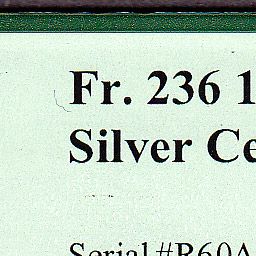 Fr. 236 1
Silver Ce
Serial #R60A